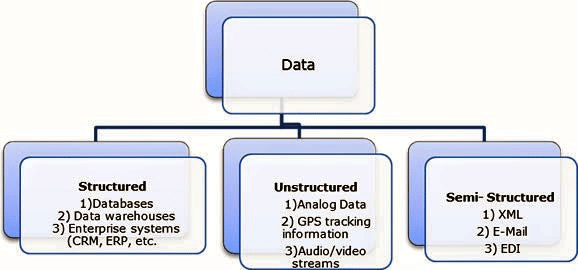 Data
Structured
1)Databases
2) Data warehouses
3) Enterprise systems
(CRM, ERP, etc.
Unstructured
1)Analog Data
2) GPS tracking
information
3)Audio/video
streams
Semi- Structured
1) XML
2) E-Mail
3) EDI